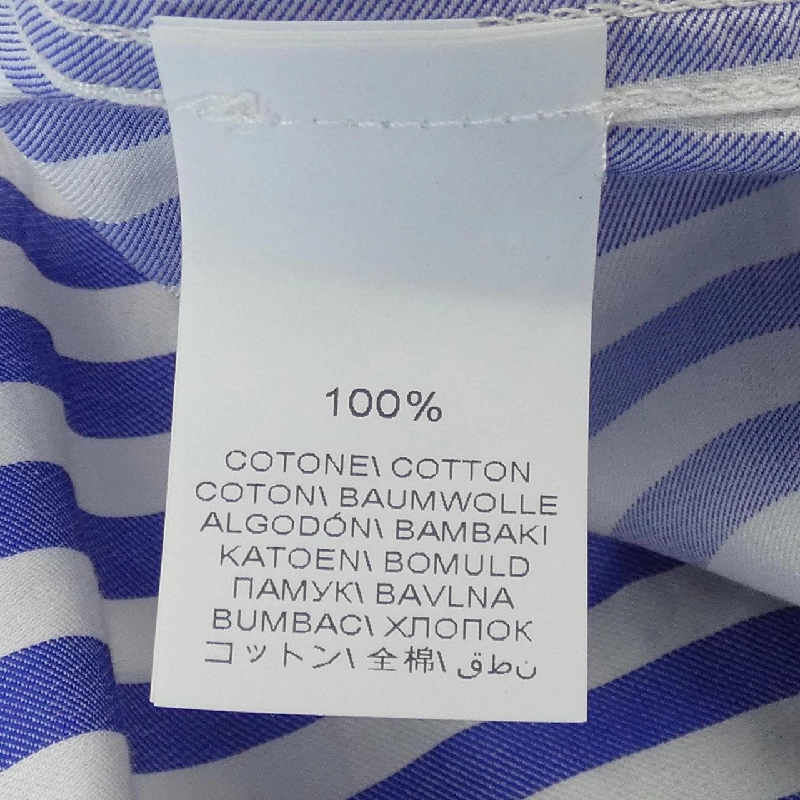 100%
COTONE\ COTTON
COTON\ BAUMWOLLE
ALGODÓN\ BAMBAKI
KATOEN\ BOMULD
ПАМУК\ BAVLNA
BUMBAC\ ХЛОПОК
コットン\ 全棉\ قطن